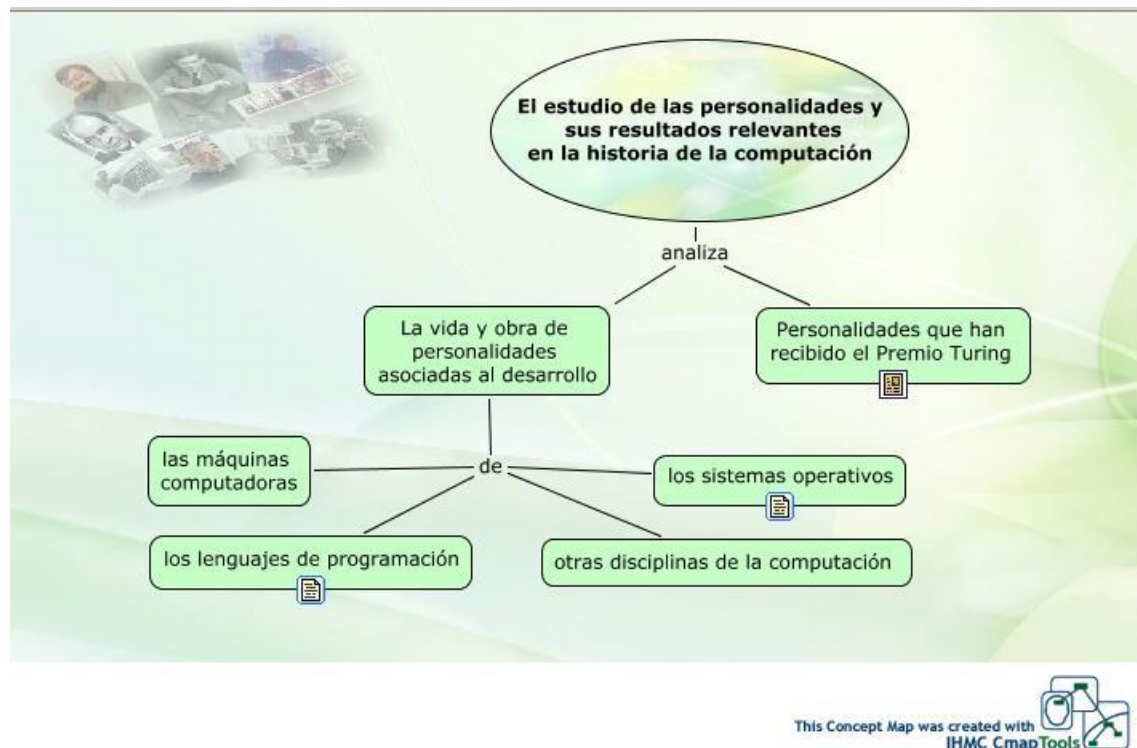 El estudio de las personalidades y
sus resultados relevantes
en la historia de la computación
analiza
La vida y obra de
personalidades
asociadas al desarrollo
Personalidades que han
recibido el Premio Turing
de
las máquinas
computadoras
los sistemas operativos
los lenguajes de programación
otras disciplinas de la computación
This Concept Map was created with
IHMC CmapTools